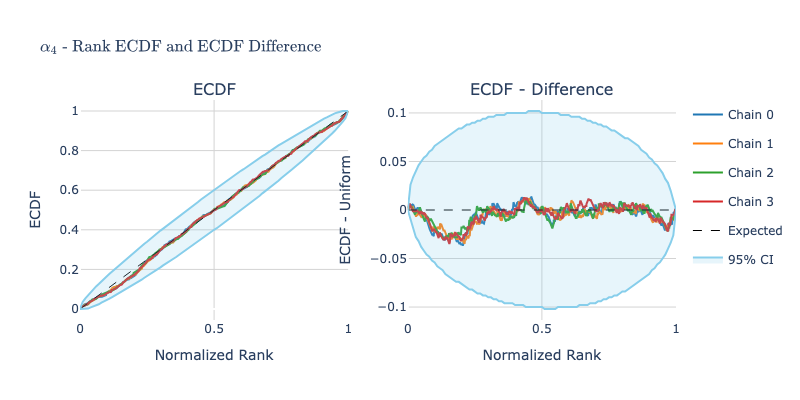 α₄ - Rank ECDF and ECDF Difference
ECDF
ECDF - Difference
1
0.8
0.6
0.4
0.2
0
0
0.5
1
ECDF
Normalized Rank
0.1
0.05
0
−0.05
−0.1
0
0.5
1
ECDF - Uniform
Normalized Rank
Chain 0
Chain 1
Chain 2
Chain 3
Expected
95% CI